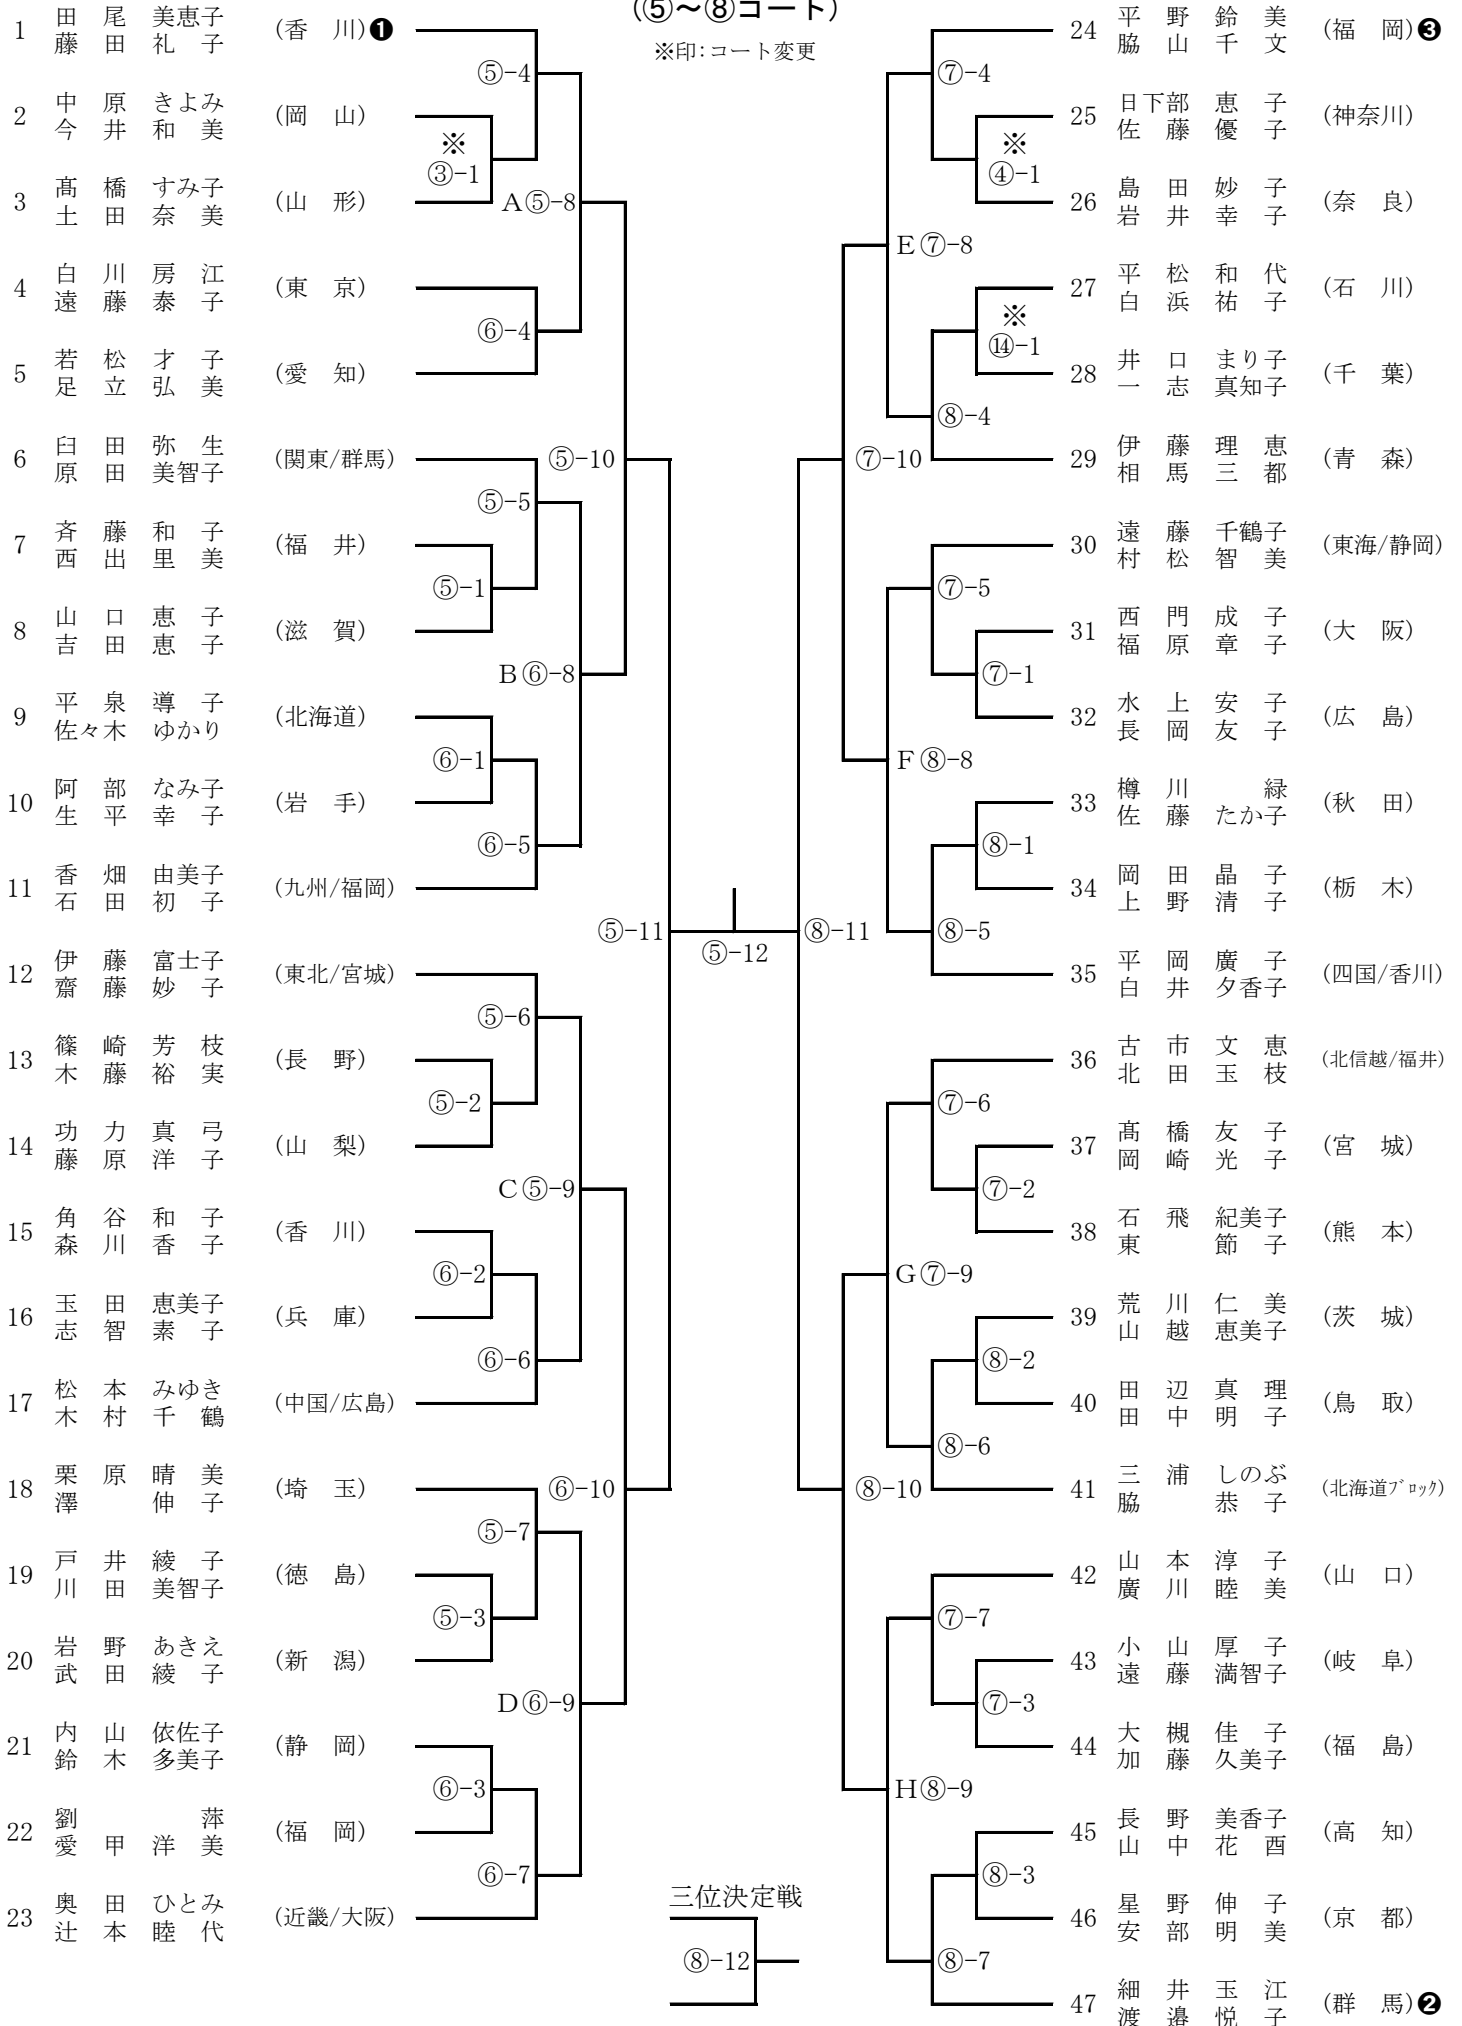 (⑤～⑧コート)
※印:コート変更
1 田尾 美恵子 (香川)❶
藤田 礼子
2 中原 きよみ (岡山)
今井 和美
3 髙橋 すみ子 (山形)
土田 奈美
4 白川 房江 (東京)
遠藤 泰子
5 若松 才子 (愛知)
足立 弘美
6 臼田 弥生 (関東/群馬)
原田 美智子
7 斉藤 和子 (福井)
西出 里美
8 山口 恵子 (滋賀)
吉田 恵子
9 平泉 導子 (北海道)
佐々木 ゆかり
10 阿部 なみ子 (岩手)
生平 幸子
11 香畑 由美子 (九州/福岡)
石田 初子
12 伊藤 富士子 (東北/宮城)
齋藤 妙子
13 篠崎 芳枝 (長野)
木藤 裕実
14 功力 真弓 (山梨)
藤原 洋子
15 角谷 和子 (香川)
森川 香子
16 玉田 恵美子 (兵庫)
志智 素子
17 松本 みゆき (中国/広島)
木村 千鶴
18 栗原 晴美 (埼玉)
澤 伸子
19 戸井 綾子 (徳島)
川田 美智子
20 岩野 あきえ (新潟)
武田 綾子
21 内山 依佐子 (静岡)
鈴木 多美子
22 劉 萍 (福岡)
愛甲 洋美
23 奥田 ひとみ (近畿/大阪)
辻本 睦代
⑤-4
※
③-1
A⑤-8
⑥-4
⑤-10
⑤-5
⑤-1
B⑥-8
⑥-1
⑥-5
⑤-11
⑤-6
⑤-2
C⑤-9
⑥-2
⑥-6
⑥-10
⑤-7
⑤-3
D⑥-9
⑥-3
⑥-7
⑤-12
三位決定戦
⑧-12
⑦-4
※
④-1
E⑦-8
※
⑭-1
⑧-4
⑦-10
⑦-5
⑦-1
F⑧-8
⑧-1
⑧-5
⑧-11
⑦-6
⑦-2
G⑦-9
⑧-2
⑧-6
⑧-10
⑦-7
⑦-3
H⑧-9
⑧-3
⑧-7
24 平野 鈴美 (福岡)❸
脇山 千文
25 日下部 恵子 (神奈川)
佐藤 優子
26 島田 妙子 (奈良)
岩井 幸子
27 平松 和代 (石川)
白浜 祐子
28 井口 まり子 (千葉)
一志 真知子
29 伊藤 理恵 (青森)
相馬 三都
30 遠藤 千鶴子 (東海/静岡)
村松 智美
31 西門 成子 (大阪)
福原 章子
32 水上 安子 (広島)
長岡 友子
33 樽川 緑 (秋田)
佐藤 たか子
34 岡田 晶子 (栃木)
上野 清子
35 平岡 廣子 (四国/香川)
白井 夕香子
36 古市 文恵 (北信越/福井)
北田 玉枝
37 髙橋 友子 (宮城)
岡崎 光子
38 石飛 紀美子 (熊本)
東 節子
39 荒川 仁美 (茨城)
山越 恵美子
40 田辺 真理 (鳥取)
田中 明子
41 三浦 しのぶ (北海道ﾌﾞﾛｯｸ)
脇 恭子
42 山本 淳子 (山口)
廣川 睦美
43 小山 厚子 (岐阜)
遠藤 満智子
44 大槻 佳子 (福島)
加藤 久美子
45 長野 美香子 (高知)
山中 花酉
46 星野 伸子 (京都)
安部 明美
47 細井 玉江 (群馬)❷
渡邉 悦子